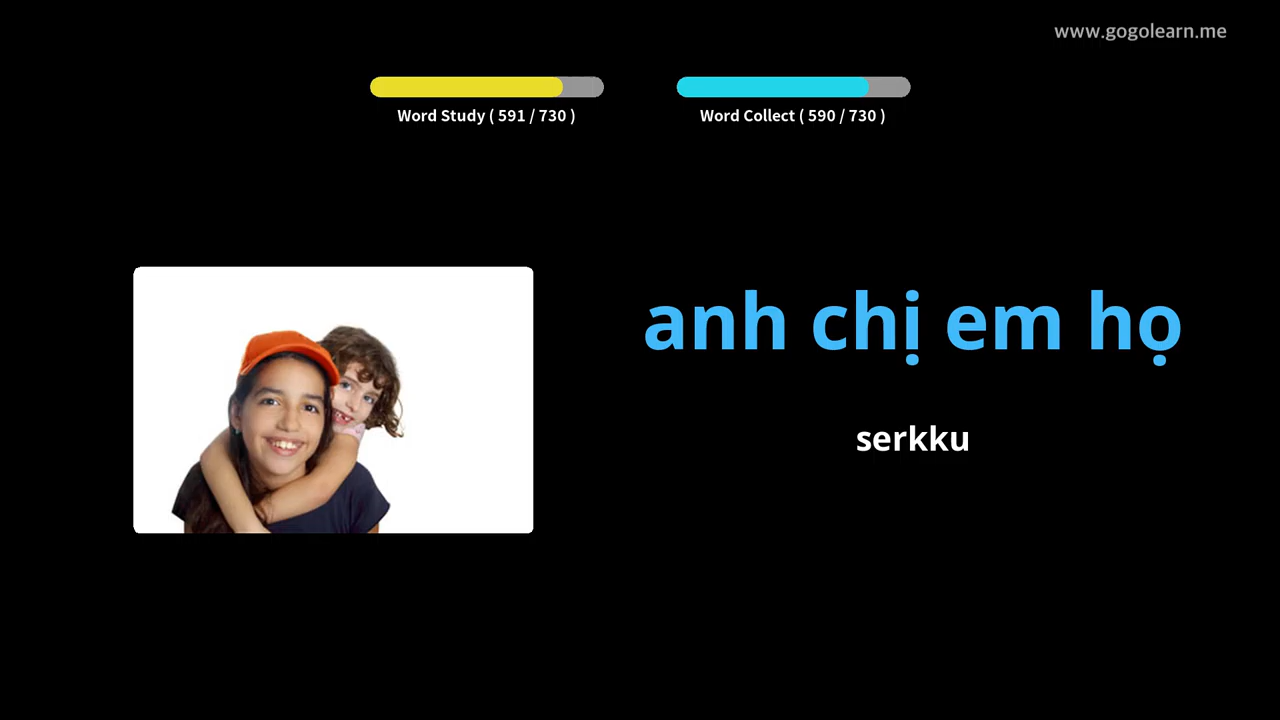 www.gogolearn.me
Word Study ( 591 / 730 )
Word Collect ( 590 / 730 )
anh chị em họ
serkku